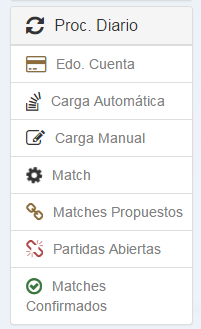 Proc. Diario
Edo. Cuenta
Carga Automática
Carga Manual
Match
Matches Propuestos
Partidas Abiertas
Matches
Confirmados